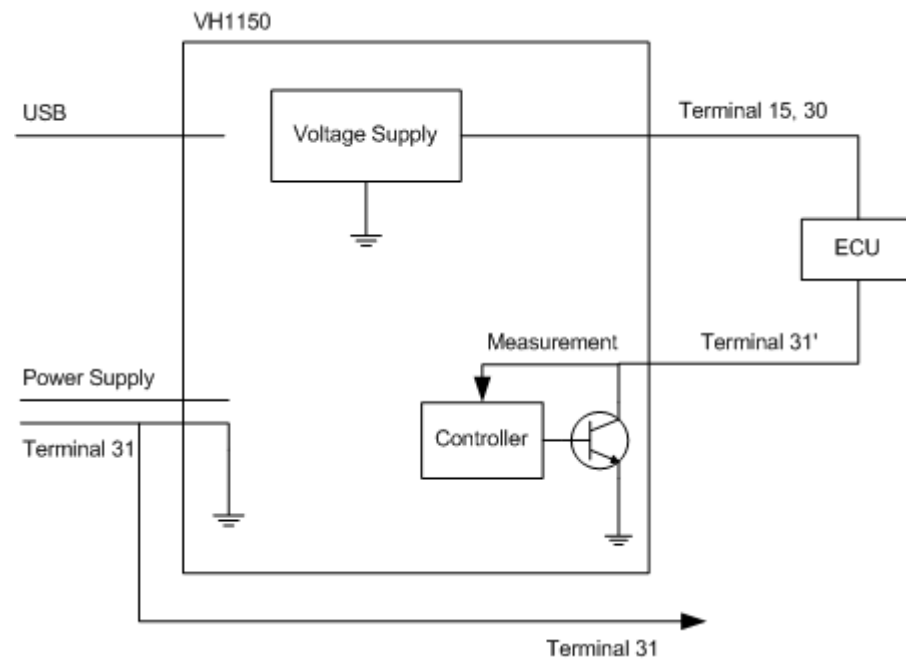 VH1150
USB
Voltage Supply
Terminal 15, 30
ECU
Measurement
Terminal 31'
Power Supply
Controller
Terminal 31
Terminal 31